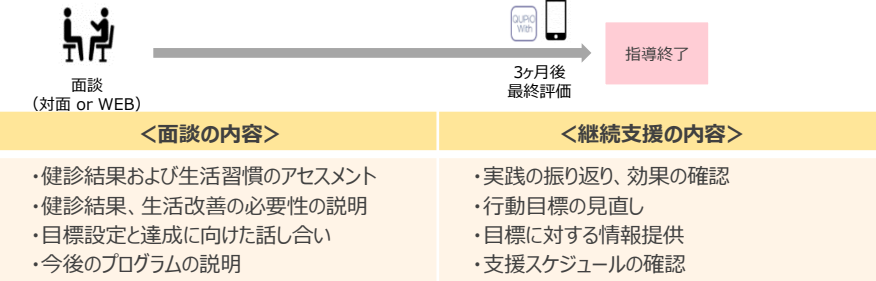 QUPiO
With
面談
（対面 or WEB）
3ヶ月後
最終評価
指導終了
＜面談の内容＞
・健診結果および生活習慣のアセスメント
・健診結果、生活改善の必要性の説明
・目標設定と達成に向けた話し合い
・今後のプログラムの説明
＜継続支援の内容＞
・実践の振り返り、効果の確認
・行動目標の見直し
・目標に対する情報提供
・支援スケジュールの確認